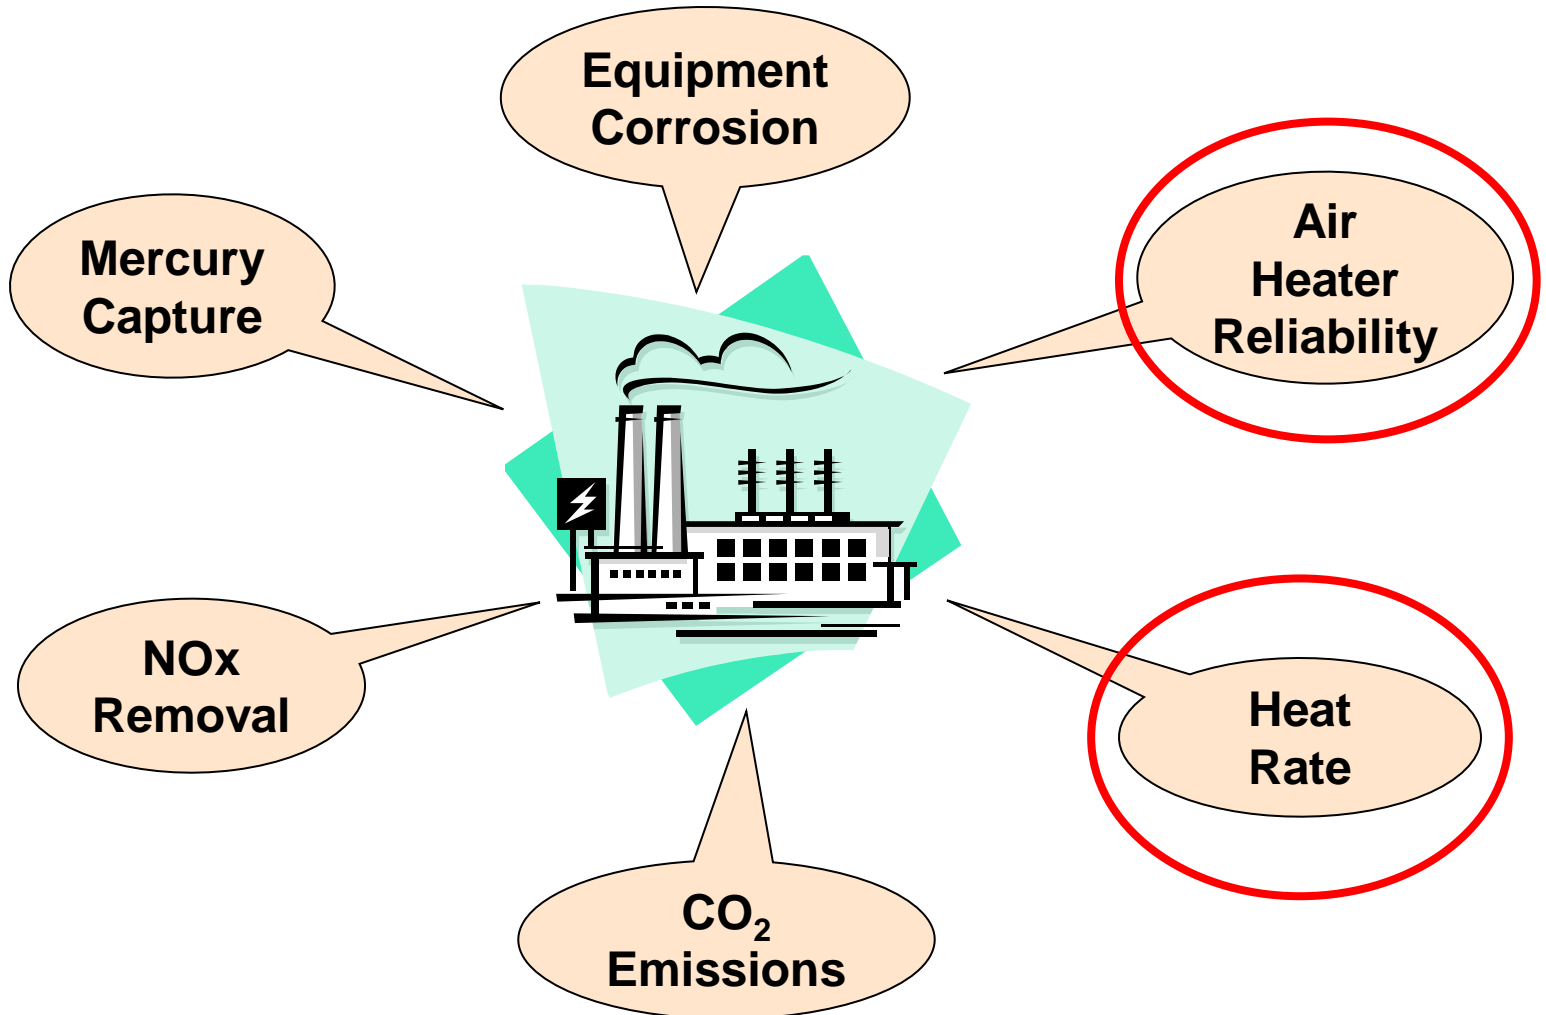 Equipment
Corrosion
Mercury
Capture
Air
Heater
Reliability
NOx
Removal
Heat
Rate
CO₂
Emissions